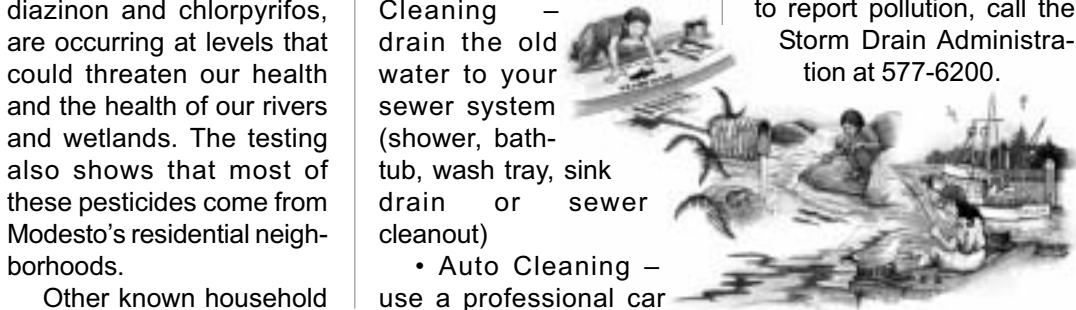 diazinon and chlorpyrifos,
are occurring at levels that
could threaten our health
and the health of our rivers
and wetlands. The testing
also shows that most of
these pesticides come from
Modesto's residential neigh-
borhoods.
Other known household
Cleaning –
drain the old
water to your
sewer system
(shower, bath-
tub, wash tray, sink
drain or sewer
cleanout)
• Auto Cleaning –
use a professional car
to report pollution, call the
Storm Drain Administra-
tion at 577-6200.